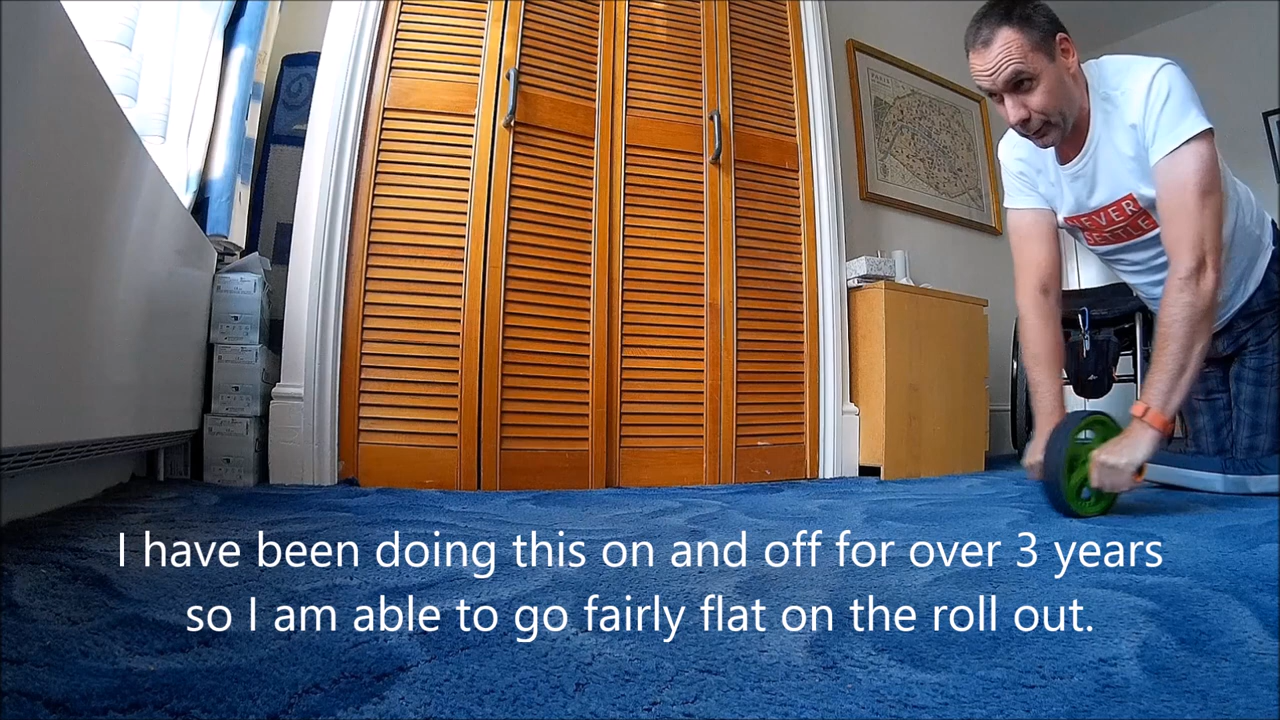 PARIS
NEVER
SETTLE
I have been doing this on and off for over 3 years
so I am able to go fairly flat on the roll out.